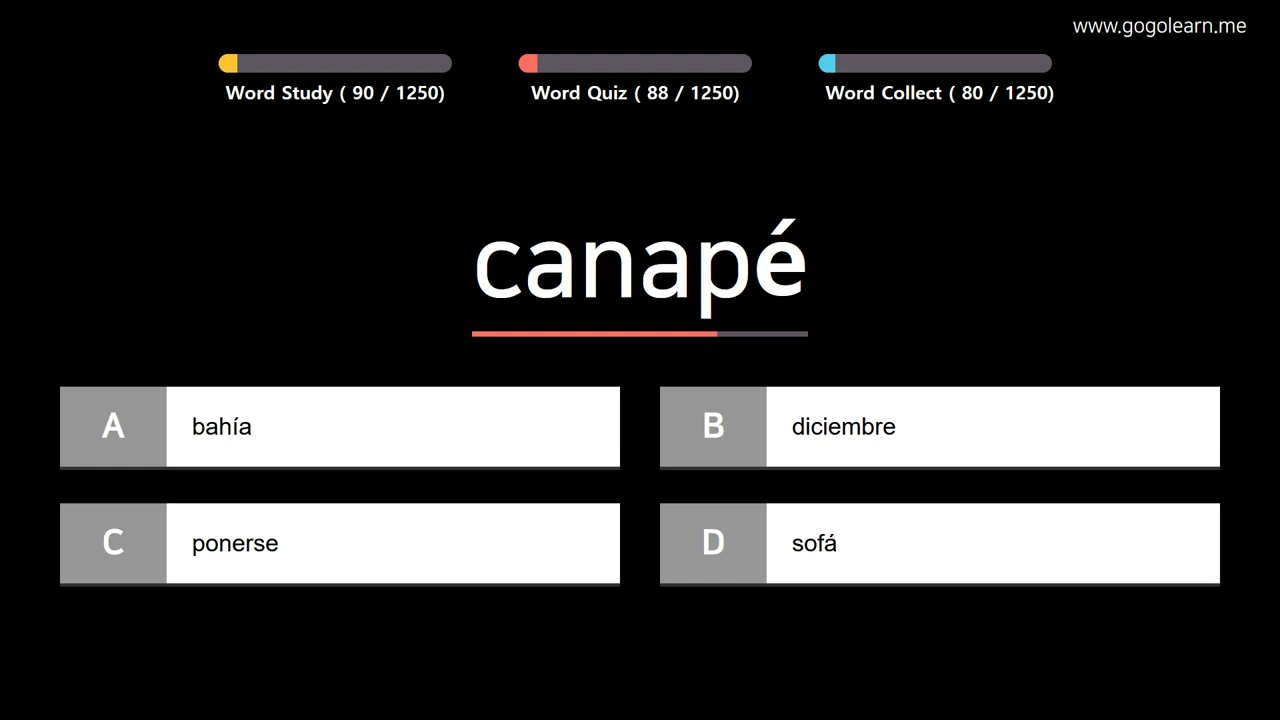 www.gogolearn.me
Word Study ( 90 / 1250)
Word Quiz ( 88 / 1250)
Word Collect ( 80 / 1250)
canapé
A bahía
B diciembre
C ponerse
D sofá